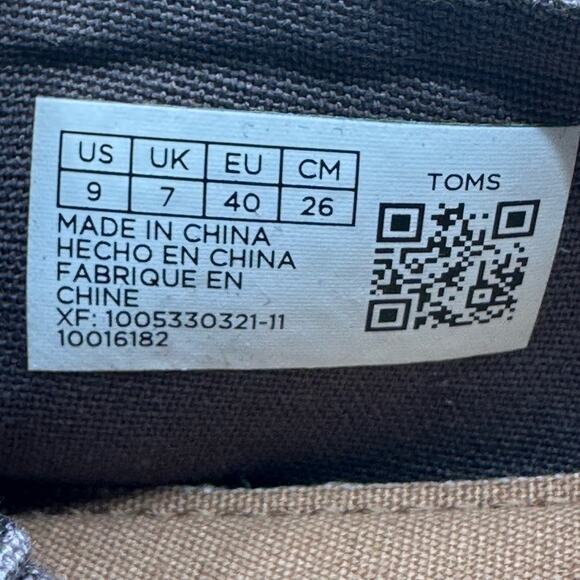 US UK EU CM
9 7 40 26
TOMS
MADE IN CHINA
HECHO EN CHINA
FABRIQUE EN
CHINE
XF: 1005330321-11
10016182